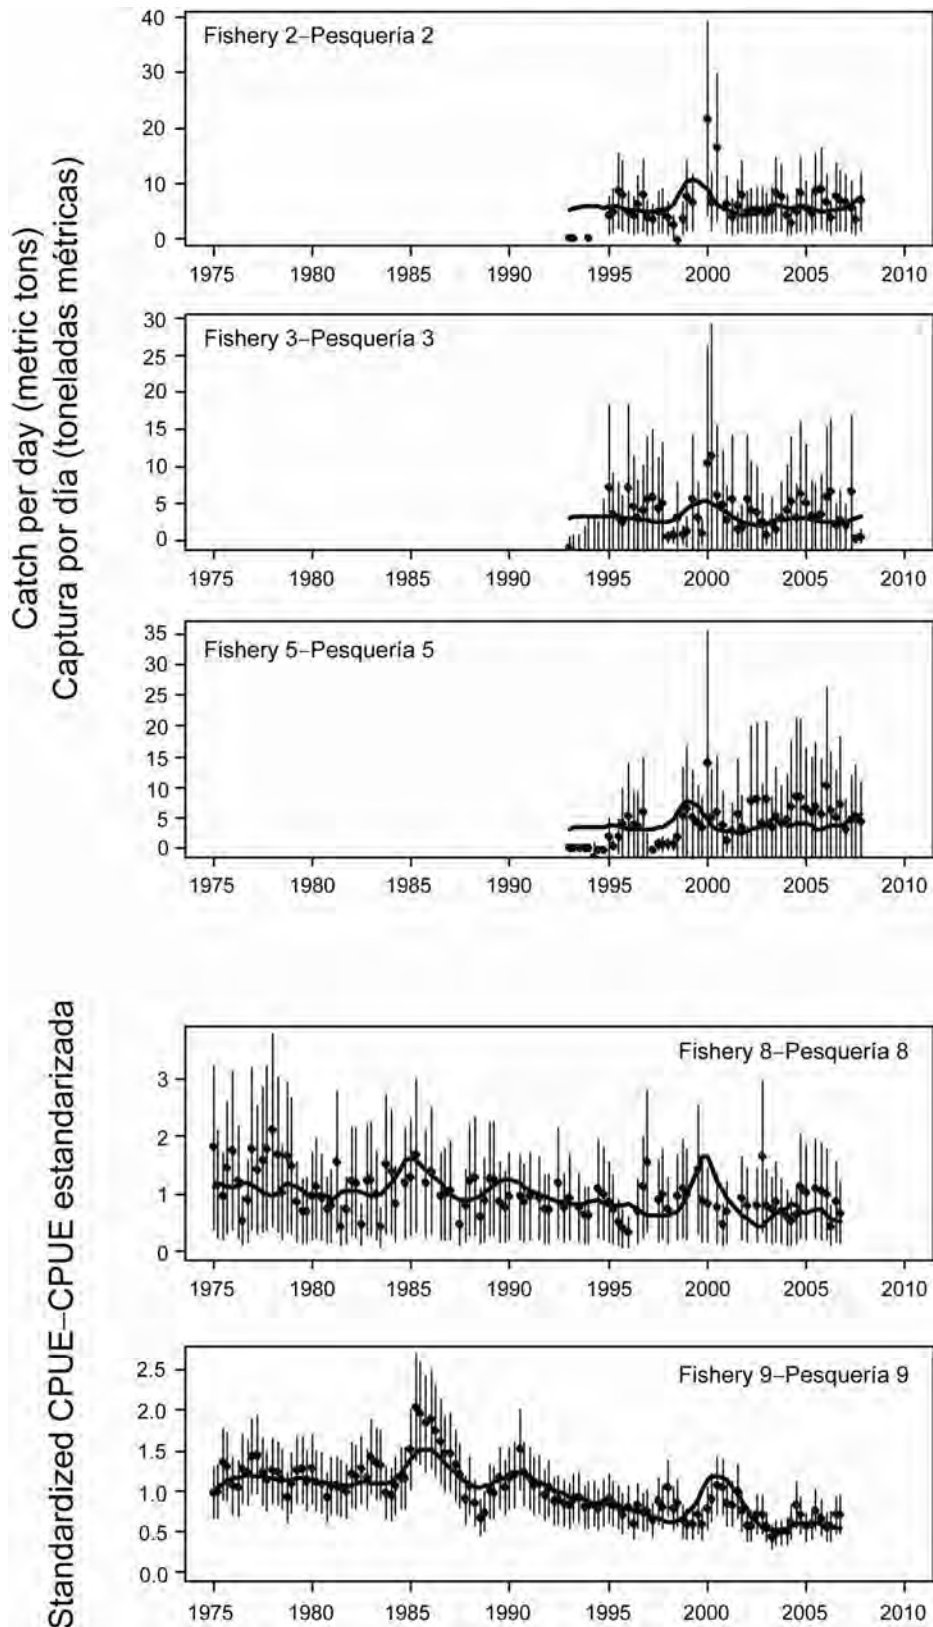 Catch per day (metric tons)
Captura por día (toneladas métricas)
Fishery 2–Pesquería 2
40
30
20
10
0
1975 1980 1985 1990 1995 2000 2005 2010
Fishery 3–Pesquería 3
30
25
20
15
10
5
0
1975 1980 1985 1990 1995 2000 2005 2010
Fishery 5–Pesquería 5
35
30
25
20
15
10
5
0
1975 1980 1985 1990 1995 2000 2005 2010
Standardized CPUE–CPUE estandarizada
Fishery 8–Pesquería 8
3
2
1
0
1975 1980 1985 1990 1995 2000 2005 2010
Fishery 9–Pesquería 9
2.5
2.0
1.5
1.0
0.5
0.0
1975 1980 1985 1990 1995 2000 2005 2010